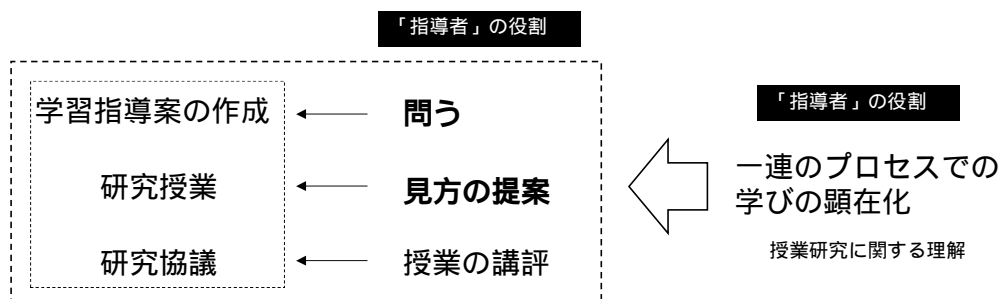 「指導者」の役割
学習指導案の作成
問う
研究授業
見方の提案
研究協議
授業の講評
「指導者」の役割
一連のプロセスでの
学びの顕在化
授業研究に関する理解